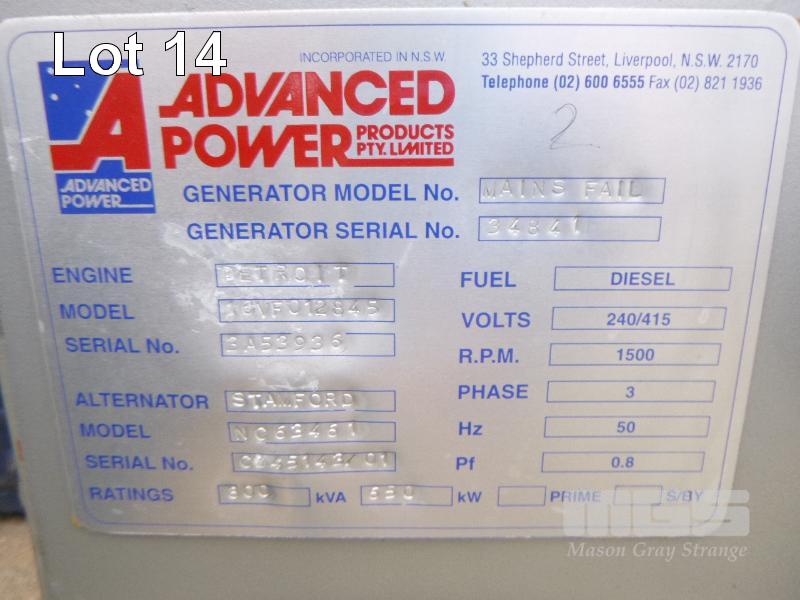 Lot 14
INCORPORATED IN N.S.W.
33 Shepherd Street, Liverpool, N.S.W. 2170
Telephone (02) 600 6555 Fax (02) 821 1936
ADVANCED
POWER PRODUCTS PTY. LIMITED
A
ADVANCED
POWER
2
GENERATOR MODEL No. MAINS FAIL
GENERATOR SERIAL No. 34841
ENGINE DETROIT
MODEL
SERIAL No. 3A53936
ALTERNATOR STAMFORD
MODEL NC63461
SERIAL No.
RATINGS kVA kW PRIME S/BY
FUEL DIESEL
VOLTS 240/415
R.P.M. 1500
PHASE 3
Hz 50
Pf 0.8
MGS
Mason Gray Strange